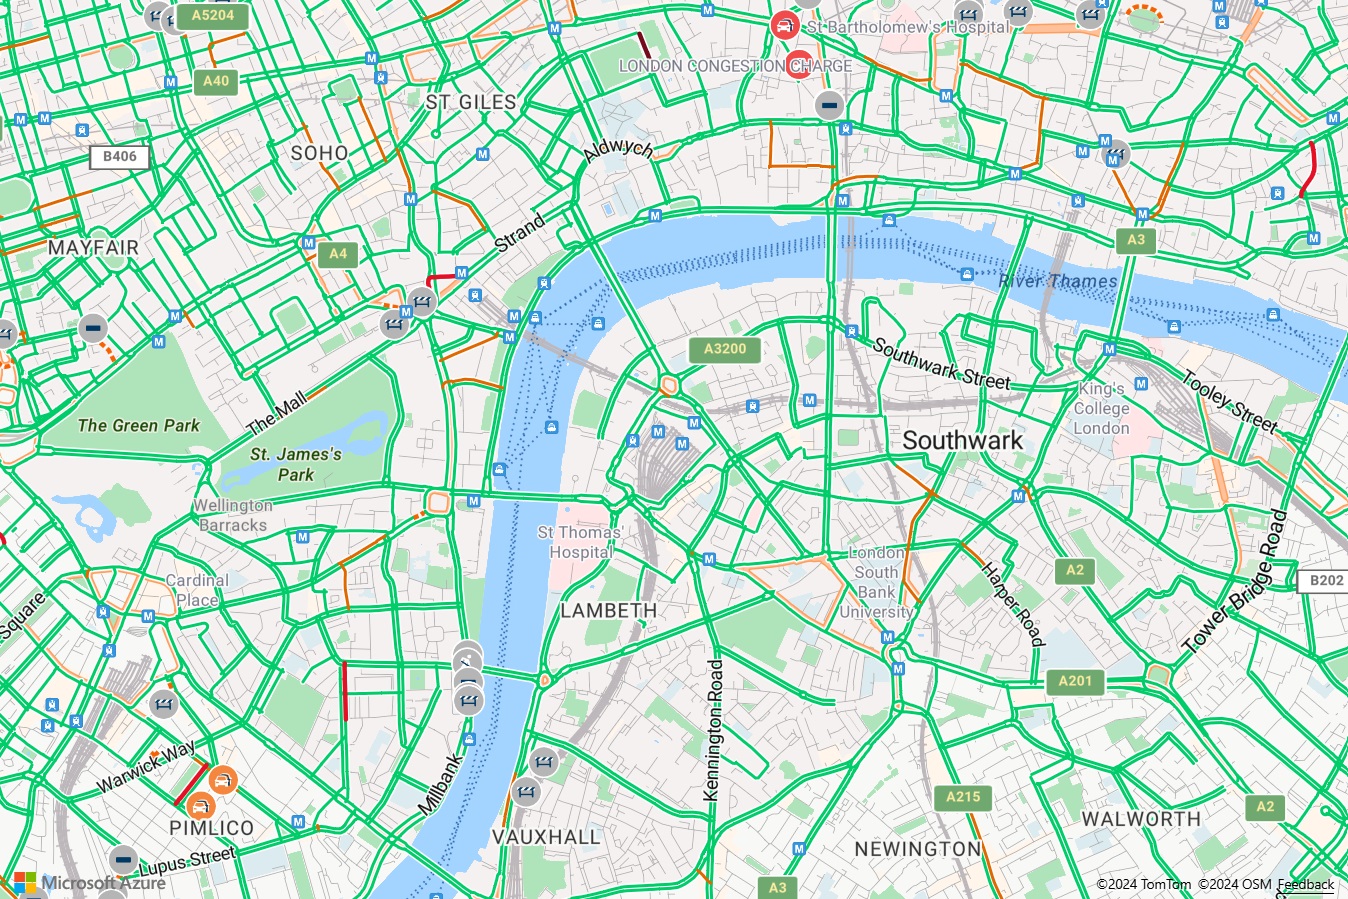 A5204
St Bartholomew's Hospital
LONDON CONGESTION CHARGE
A40
ST GILES
B406
SOHO
Aldwych
MAYFAIR
A4
Strand
A3
River Thames
A3200
Southwark Street
King's
College
London
Tooley Street
The Mall
The Green Park
St. James's
Park
Southwark
Wellington
Barracks
St Thomas'
Hospital
London
South
Bank
University
A2
B202
Cardinal
Place
LAMBETH
Harper Road
Tower Bridge Road
Square
A201
Kennington Road
Warwick Way
Millbank
A215
A2
PIMLICO
VAUXHALL
NEWINGTON
WALWORTH
Lupus Street
A3
Microsoft Azure
©2024 TomTom ©2024 OSM Feedback